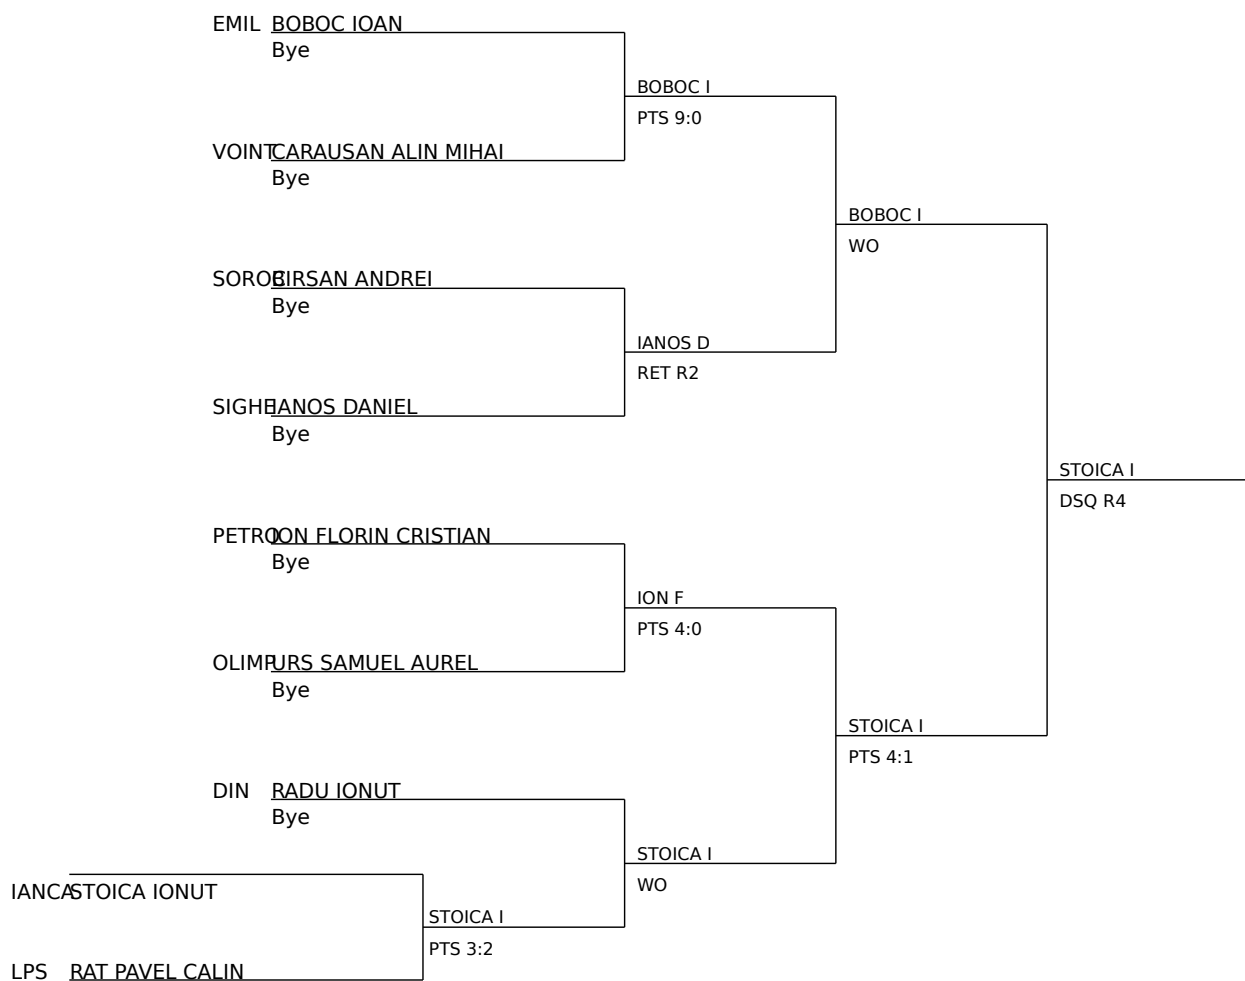 EMIL BOBOC IOAN
Bye
BOBOC I
PTS 9:0
VOINT CARAUSAN ALIN MIHAI
Bye
BOBOC I
WO
SOROC BIRSAN ANDREI
Bye
IANOS D
RET R2
SIGHE IANOS DANIEL
Bye
STOICA I
DSQ R4
PETRO ION FLORIN CRISTIAN
Bye
ION F
PTS 4:0
OLIMP URS SAMUEL AUREL
Bye
STOICA I
PTS 4:1
DIN RADU IONUT
Bye
STOICA I
WO
IANCA STOICA IONUT
STOICA I
PTS 3:2
LPS RAT PAVEL CALIN